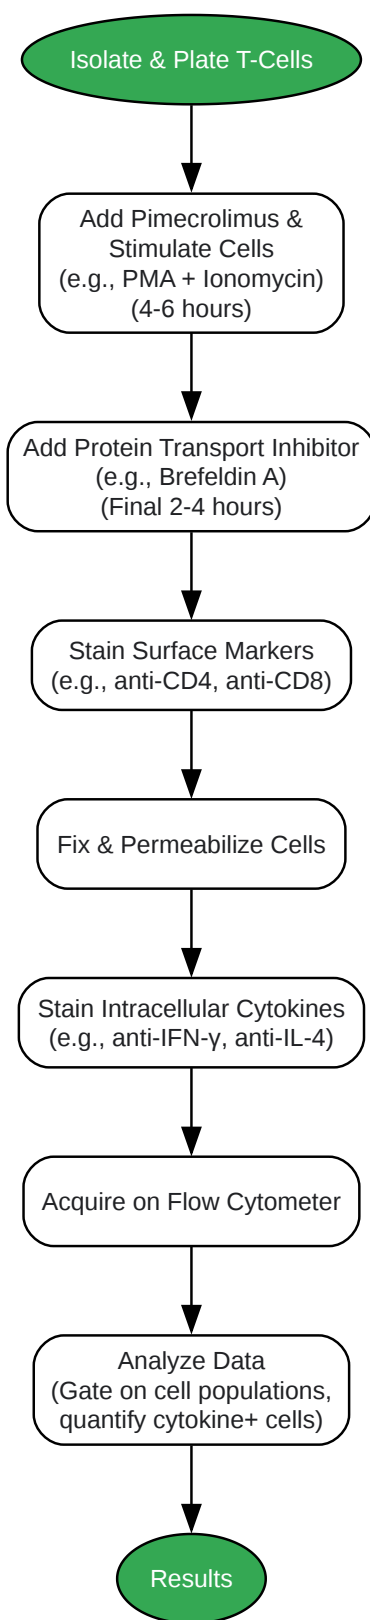 Isolate & Plate T-Cells
Add Pimecrolimus &
Stimulate Cells
(e.g., PMA + Ionomycin)
(4-6 hours)
Add Protein Transport Inhibitor
(e.g., Brefeldin A)
(Final 2-4 hours)
Stain Surface Markers
(e.g., anti-CD4, anti-CD8)
Fix & Permeabilize Cells
Stain Intracellular Cytokines
(e.g., anti-IFN-γ, anti-IL-4)
Acquire on Flow Cytometer
Analyze Data
(Gate on cell populations,
quantify cytokine+ cells)
Results